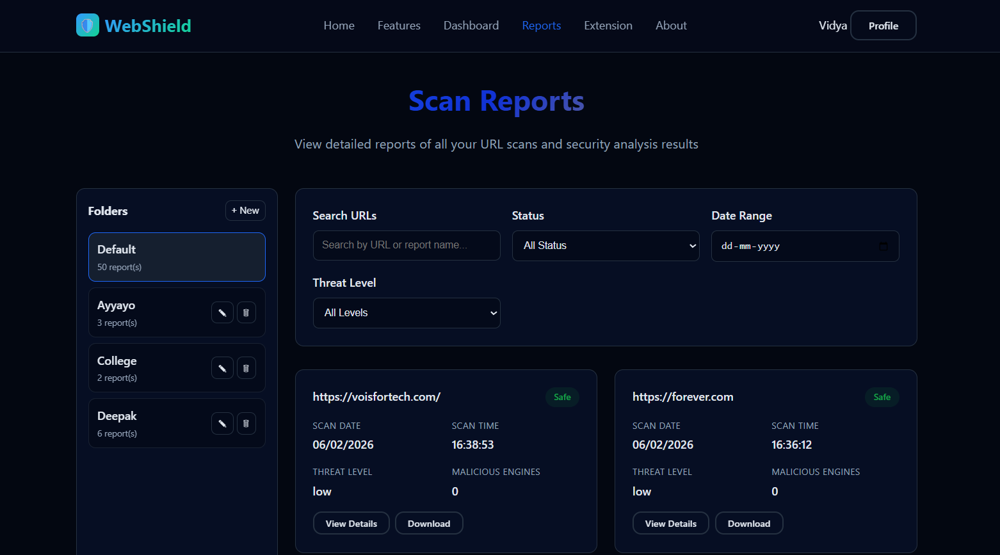 WebShield
Home Features Dashboard Reports Extension About
Vidya Profile
Scan Reports
View detailed reports of all your URL scans and security analysis results
Folders
+ New
Default
50 report(s)
Ayyayo
3 report(s)
College
2 report(s)
Deepak
6 report(s)
Search URLs
Search by URL or report name...
Status
All Status
Date Range
dd-mm-yyyy
Threat Level
All Levels
https://voisfortech.com/
Safe
SCAN DATE SCAN TIME
06/02/2026 16:38:53
THREAT LEVEL MALICIOUS ENGINES
low 0
View Details Download
https://forever.com
Safe
SCAN DATE SCAN TIME
06/02/2026 16:36:12
THREAT LEVEL MALICIOUS ENGINES
low 0
View Details Download